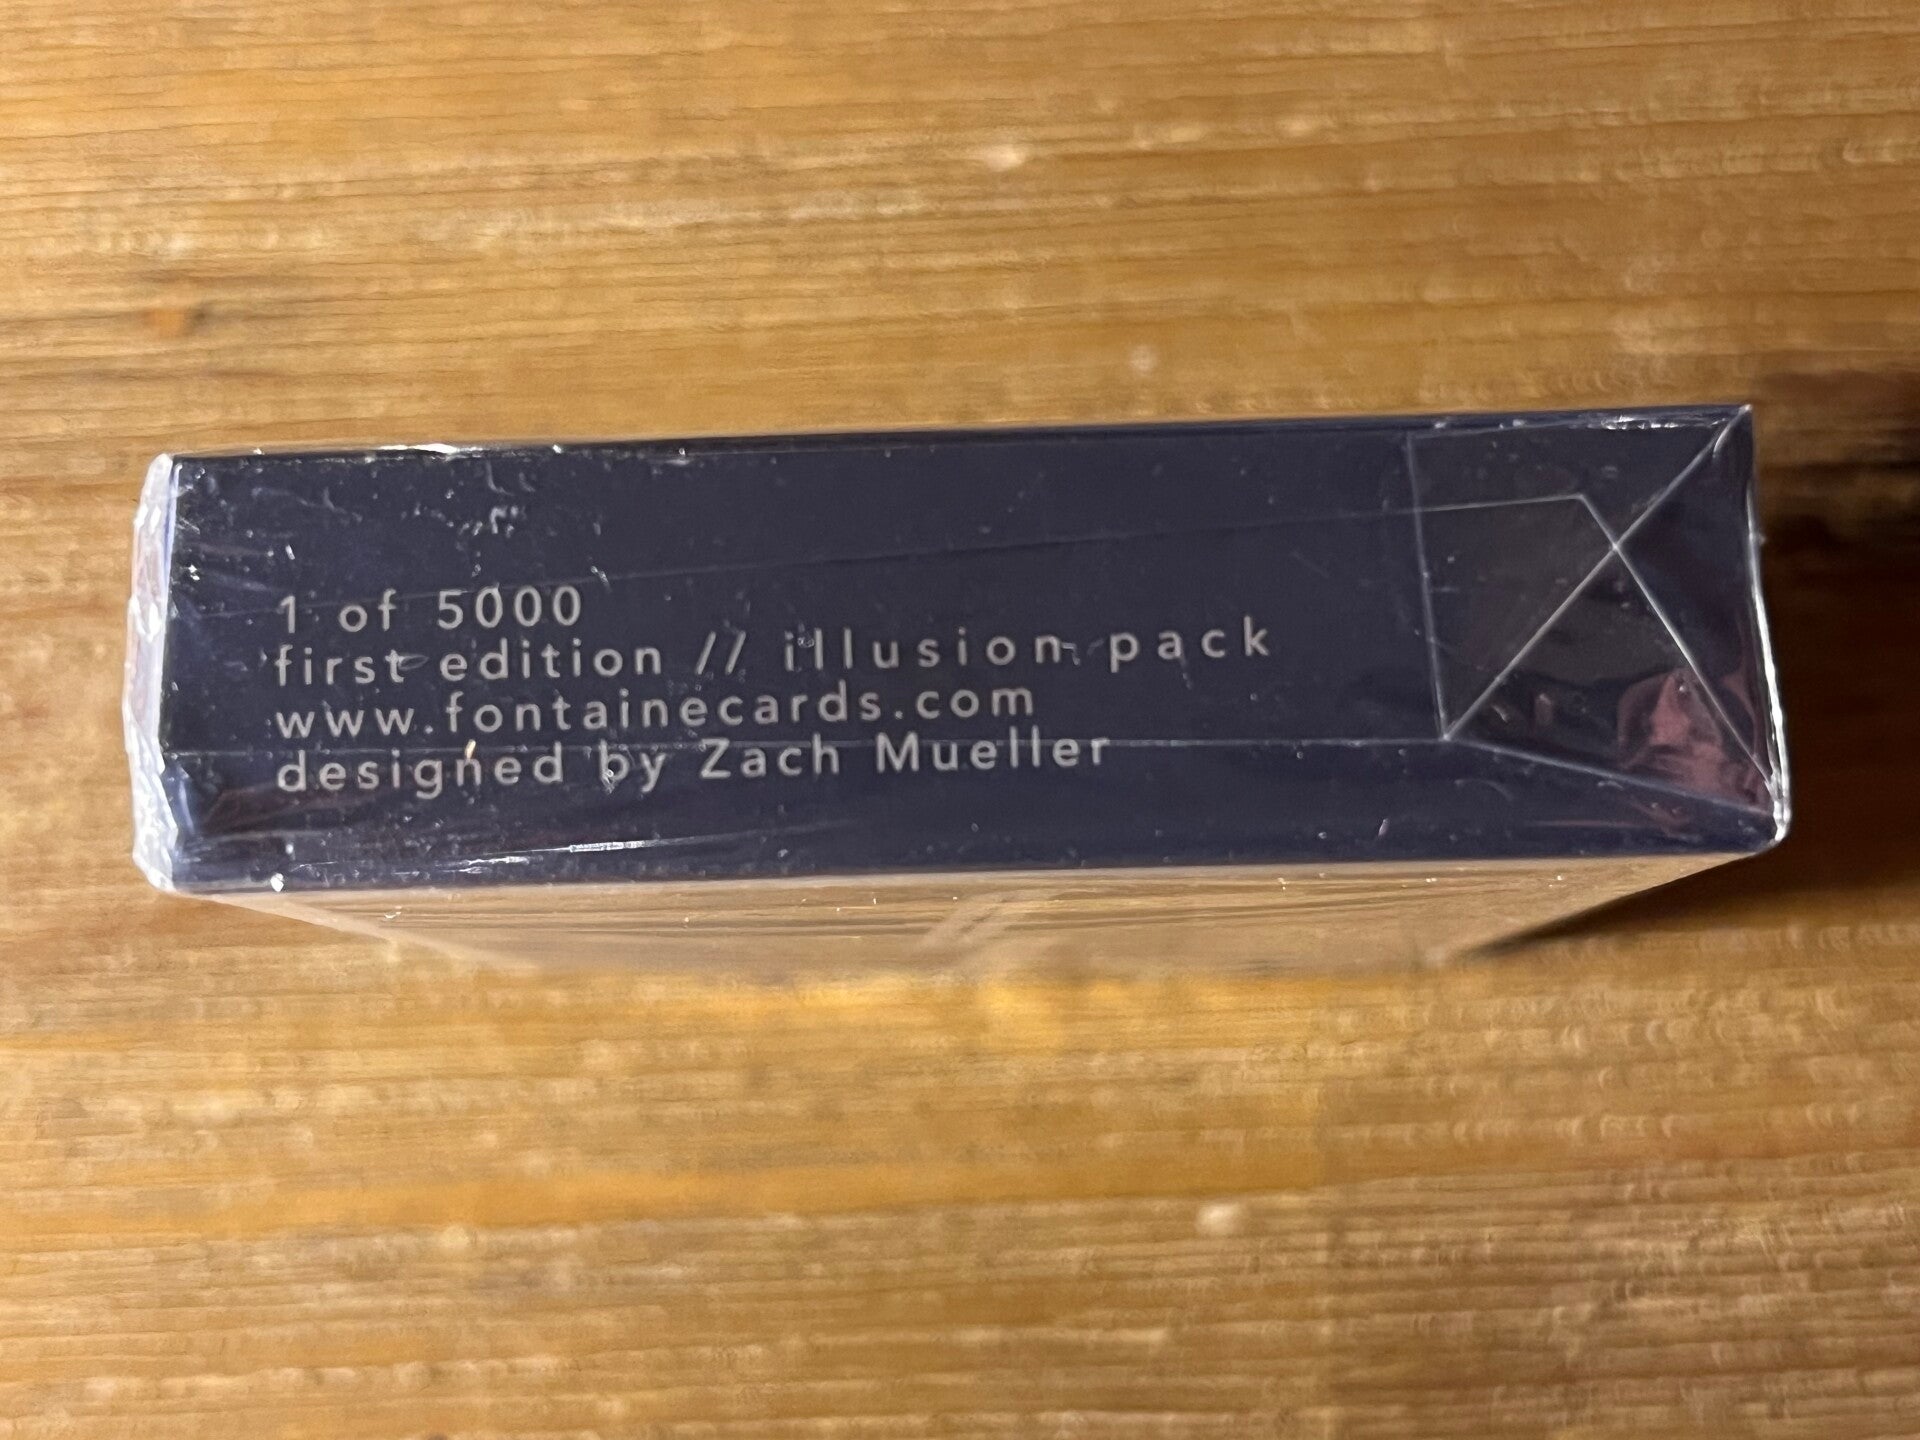 1 of 5000
first edition // illusion pack
www.fontainecards.com
designed by Zach Mueller